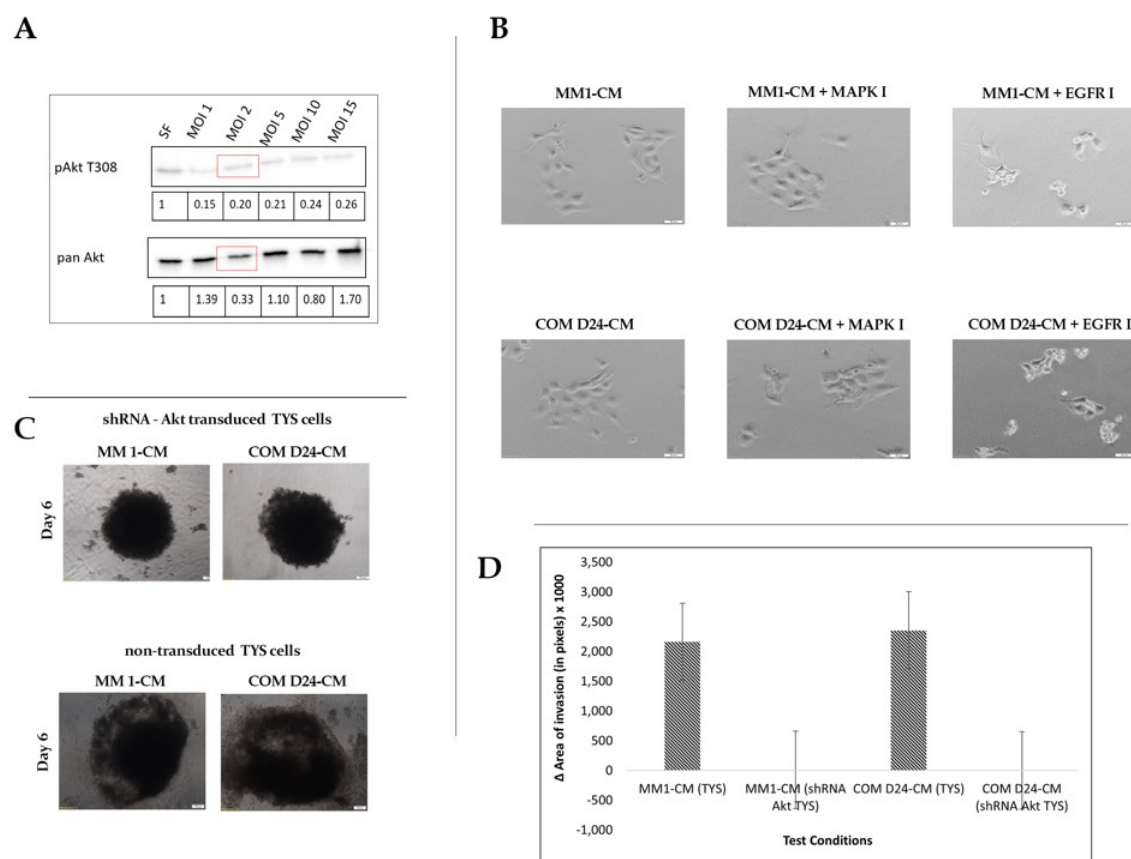 A
SF MOI 1 MOI 2 MOI 5 MOI 10 MOI 15
pAkt T308
1 0.15 0.20 0.21 0.24 0.26
pan Akt
1 1.39 0.33 1.10 0.80 1.70
B
MM1-CM MM1-CM + MAPK I MM1-CM + EGFR I
COM D24-CM COM D24-CM + MAPK I COM D24-CM + EGFR I
C
shRNA - Akt transduced TYS cells
MM 1-CM COM D24-CM
Day 6
non-transduced TYS cells
MM 1-CM COM D24-CM
Day 6
D
Δ Area of invasion (in pixels) x 1000
3,500
3,000
2,500
2,000
1,500
1,000
500
0
-500
-1,000
MM1-CM (TYS) MM1-CM (shRNA COM D24-CM (TYS) COM D24-CM
Akt TYS) (shRNA Akt TYS)
Test Conditions